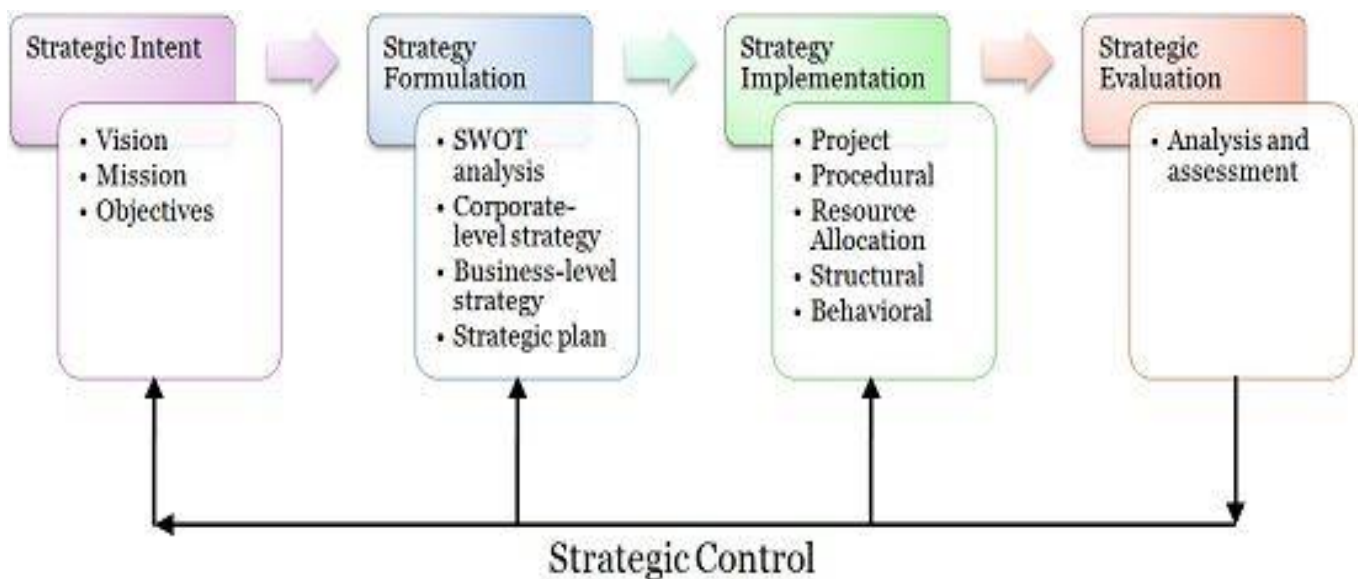 Strategic Intent
• Vision
• Mission
• Objectives
Strategy
Formulation
• SWOT
analysis
• Corporate-
level strategy
• Business-level
strategy
• Strategic plan
Strategy
Implementation
• Project
• Procedural
• Resource
Allocation
• Structural
• Behavioral
Strategic
Evaluation
• Analysis and
assessment
Strategic Control